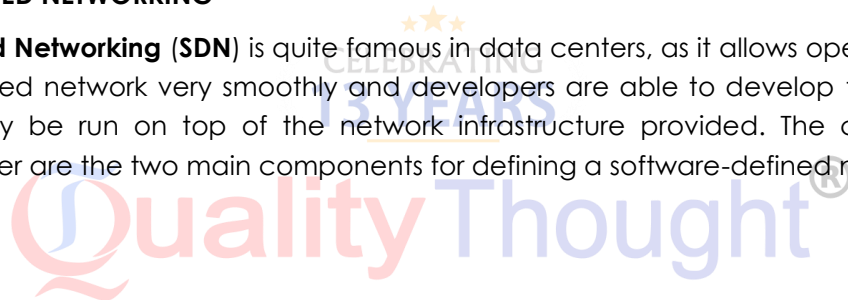 ED NETWORKING
d Networking (SDN) is quite famous in data centers, as it allows ope
ed network very smoothly and developers are able to develop
y be run on top of the network infrastructure provided. The
er are the two main components for defining a software-defined
CELEBRATING
13 YEARS
Quality Thought®